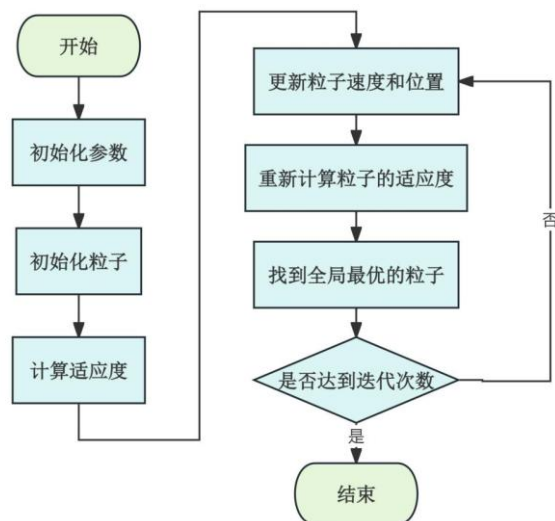 开始
初始化参数
初始化粒子
计算适应度
更新粒子速度和位置
重新计算粒子的适应度
找到全局最优的粒子
是否达到迭代次数
否
是
结束